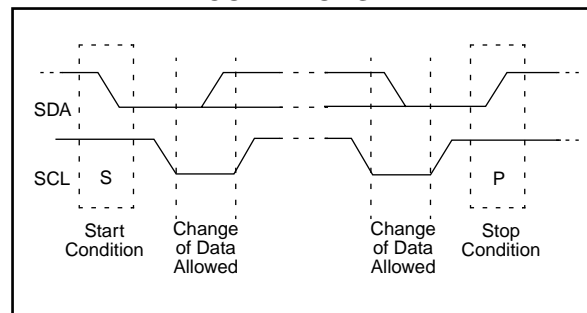 SDA
SCL
S
P
Start
Condition
Change
of Data
Allowed
Change
of Data
Allowed
Stop
Condition